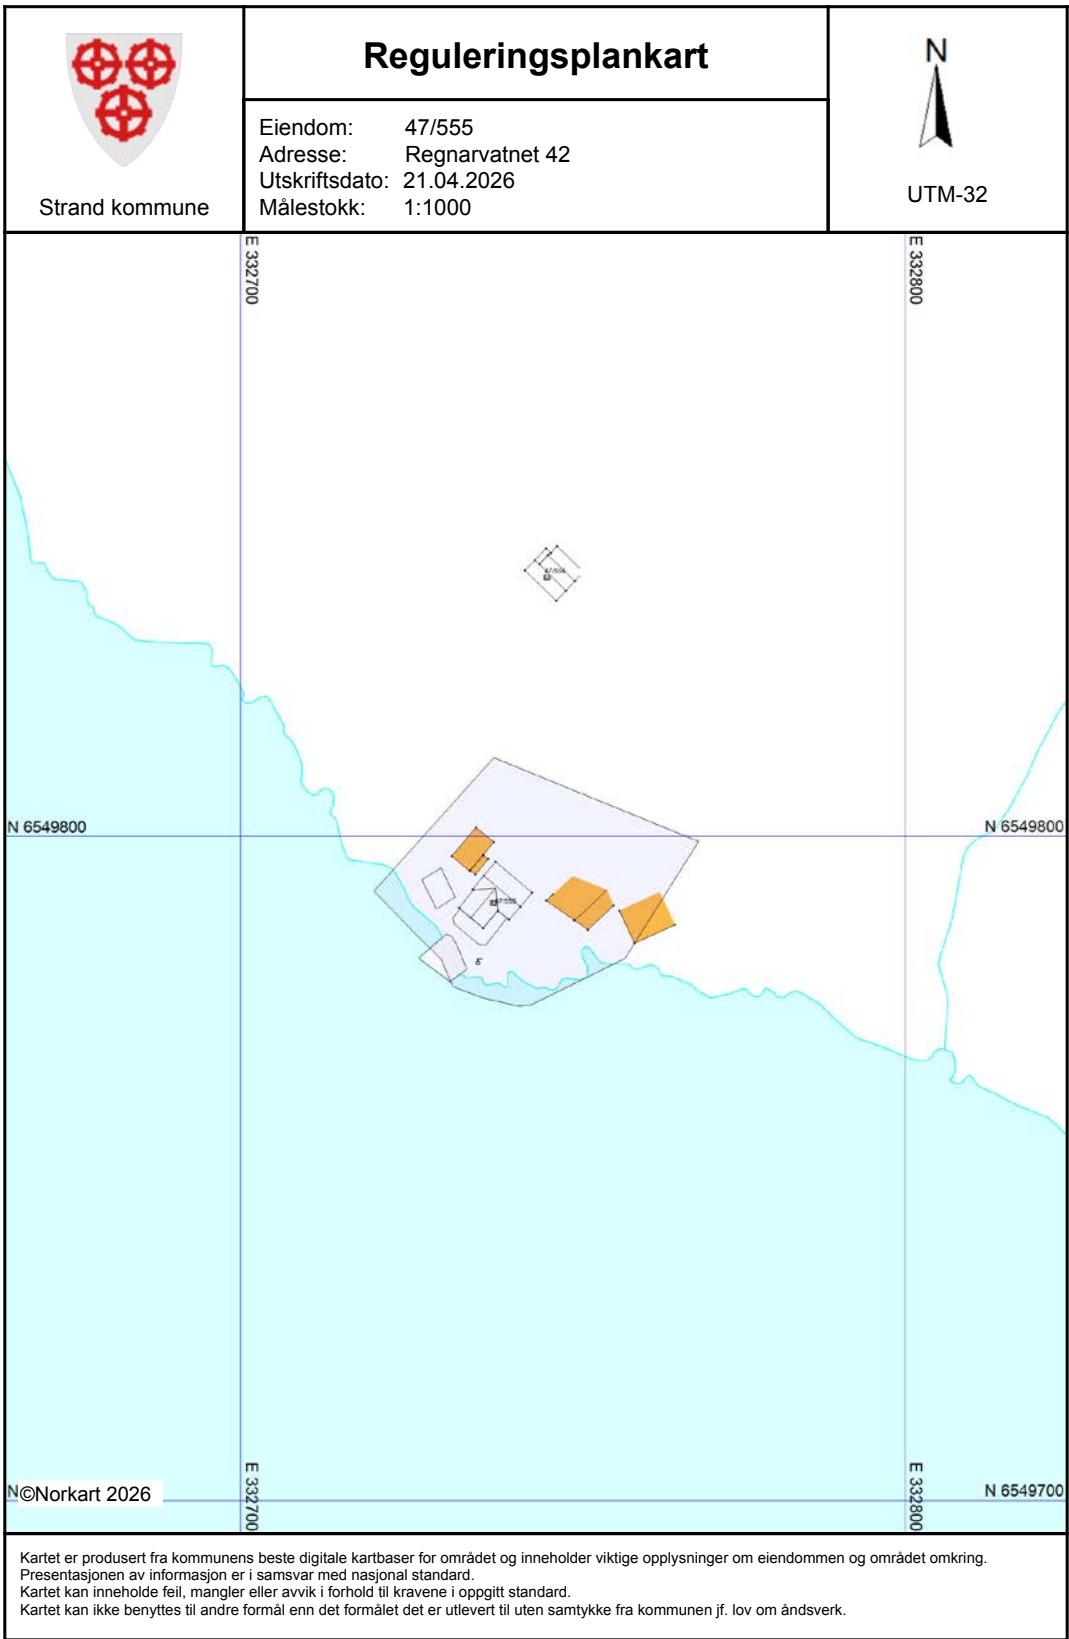 Reguleringsplankart
Eiendom: 47/555
Adresse: Regnarvatnet 42
Utskriftsdato: 21.04.2026
Målestokk: 1:1000
Strand kommune
N
UTM-32
E 332700
E 332800
N 6549800
N 6549800
E 332700
E 332800
N
©Norkart 2026
N 6549700
Kartet er produsert fra kommunens beste digitale kartbaser for området og inneholder viktige opplysninger om eiendommen og området omkring.
Presentasjonen av informasjon er i samsvar med nasjonal standard.
Kartet kan inneholde feil, mangler eller avvik i forhold til kravene i oppgitt standard.
Kartet kan ikke benyttes til andre formål enn det formålet det er utlevert til uten samtykke fra kommunen jf. lov om åndsverk.